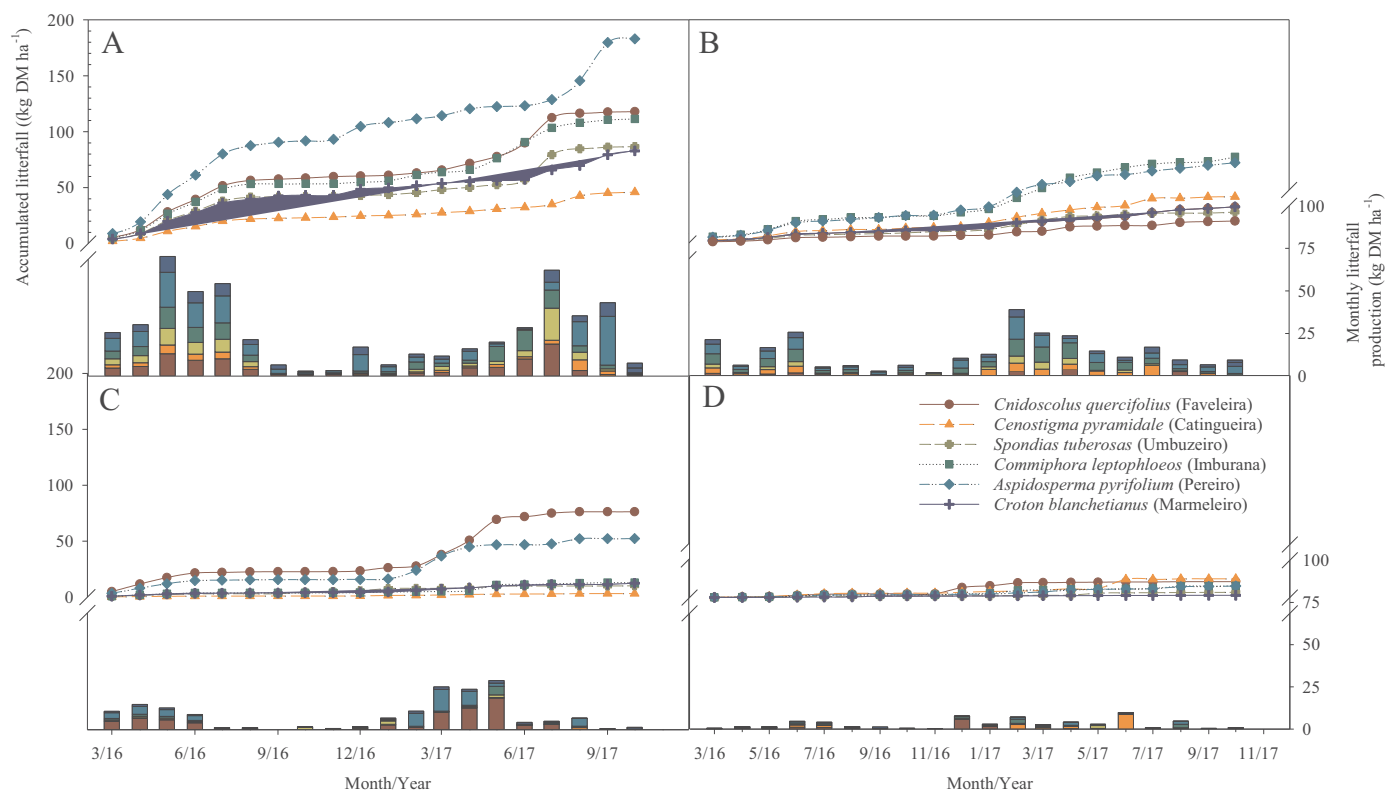 200
150
100
50
0
Accumulated litterfall ((kg DM ha⁻¹)
A
B
100
75
50
25
0
Monthly litterfall
production (kg DM ha⁻¹)
200
150
100
50
0
C
D
Cnidoscolus quercifolius (Faveleira)
Cenostigma pyramidale (Catingueira)
Spondias tuberosas (Umbuzeiro)
Commiphora leptophloeos (Imburana)
Aspidosperma pyrifolium (Pereiro)
Croton blanchetianus (Marmeleiro)
100
75
50
25
0
3/16 6/16 9/16 12/16 3/17 6/17 9/17
3/16 5/16 7/16 9/16 11/16 1/17 3/17 5/17 7/17 9/17 11/17
Month/Year
Month/Year